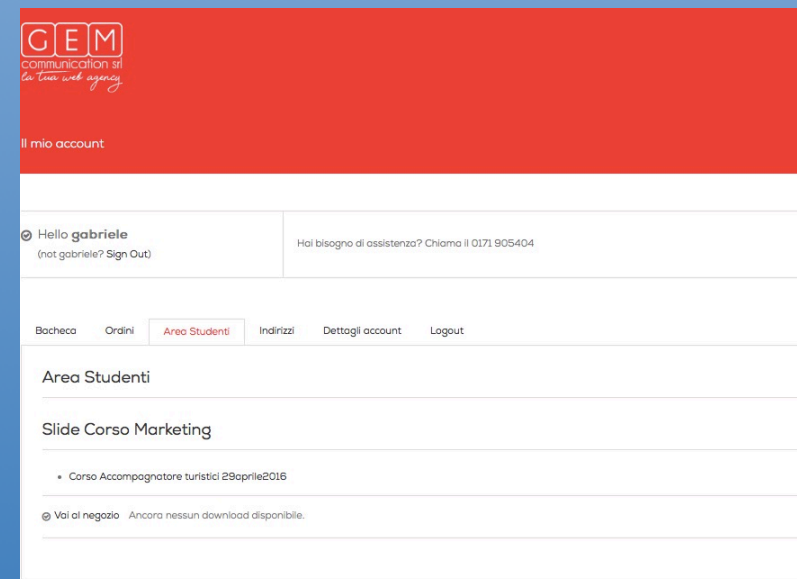 GEM
communication srl
la tua web agency
Il mio account
Hello gabriele
(not gabriele? Sign Out)
Hai bisogno di assistenza? Chiama il 0171 905404
Bacheca Ordini Area Studenti Indirizzi Dettagli account Logout
Area Studenti
Slide Corso Marketing
Corso Accompagnatore turistici 29aprile2016
Vai al negozio Ancora nessun download disponibile.